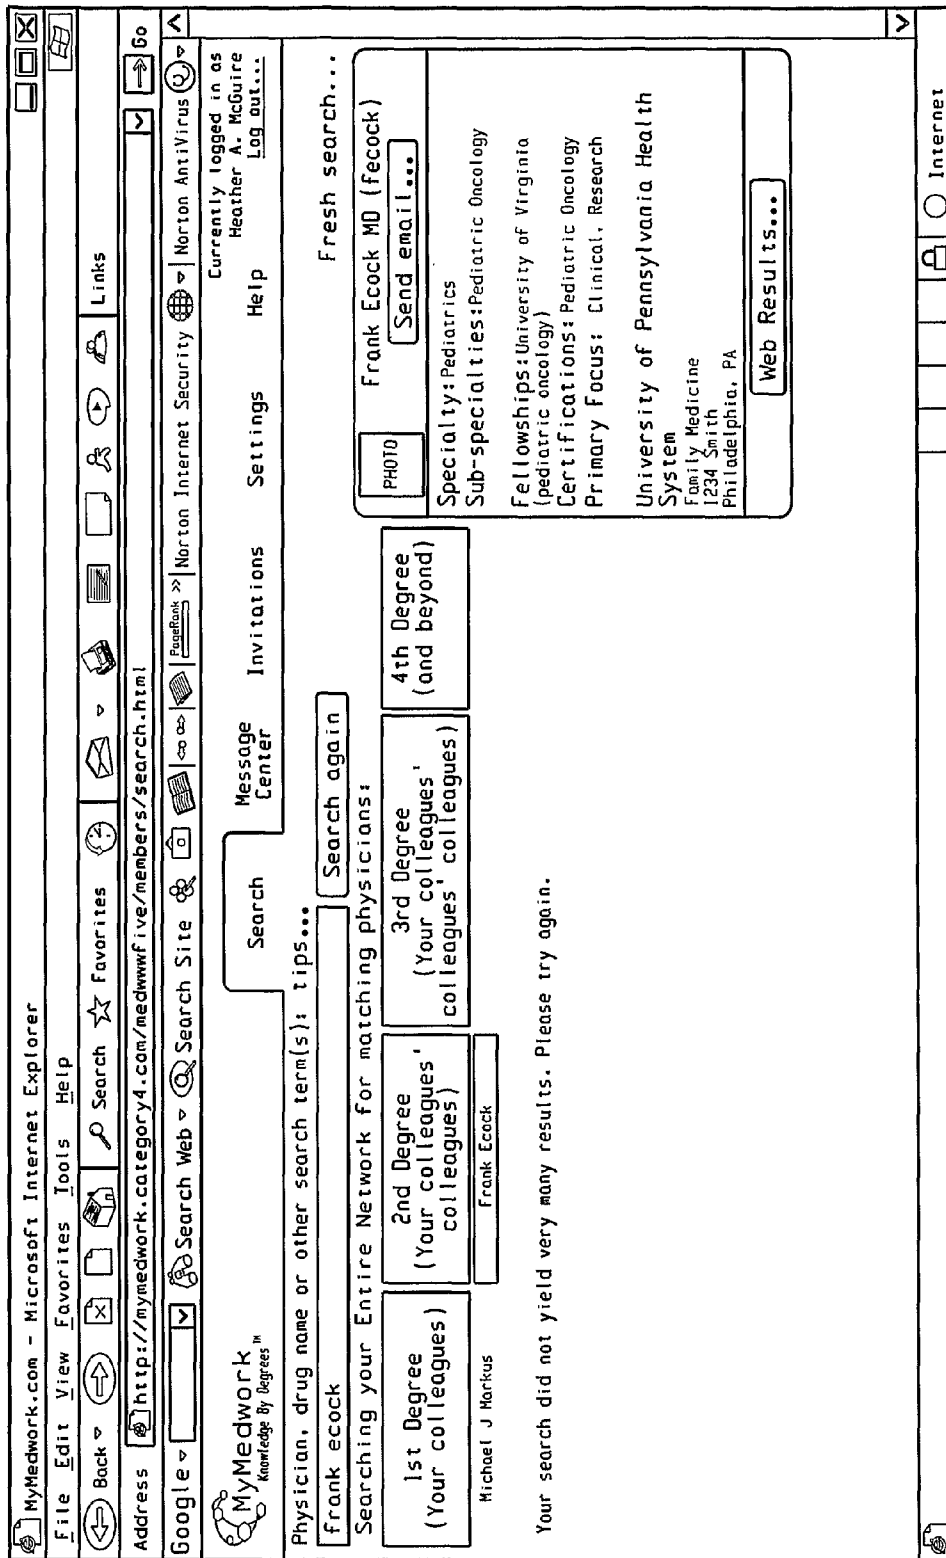 MyMedwork.com - Microsoft Internet Explorer
File Edit View Favorites Tools Help
Back Search Favorites Links
Address http://mymedwork.category4.com/medwwwfive/members/search.html Go
Google Search Web Search Site PageRank >> Norton Internet Security Norton AntiVirus
MyMedwork™
Knowledge By Degrees
Currently logged in as
Heather A. McGuire
Log out...
Search
Message
Center
Invitations
Settings
Help
Physician, drug name or other search term(s): tips...
Fresh search...
frank ecock
Search again
Searching your Entire Network for matching physicians:
1st Degree
(Your colleagues)
2nd Degree
(Your colleagues'
colleagues)
3rd Degree
(Your colleagues'
colleagues' colleagues)
4th Degree
(and beyond)
Michael J Markus
Frank Ecock
Your search did not yield very many results. Please try again.
PHOTO
Frank Ecock MD (fecock)
Send email...
Specialty: Pediatrics
Sub-specialties: Pediatric Oncology
Fellowships: University of Virginia
(pediatric oncology)
Certifications: Pediatric Oncology
Primary Focus: Clinical, Research
University of Pennsylvania Health
System
Family Medicine
1234 Smith
Philadelphia, PA
Web Results...
Internet